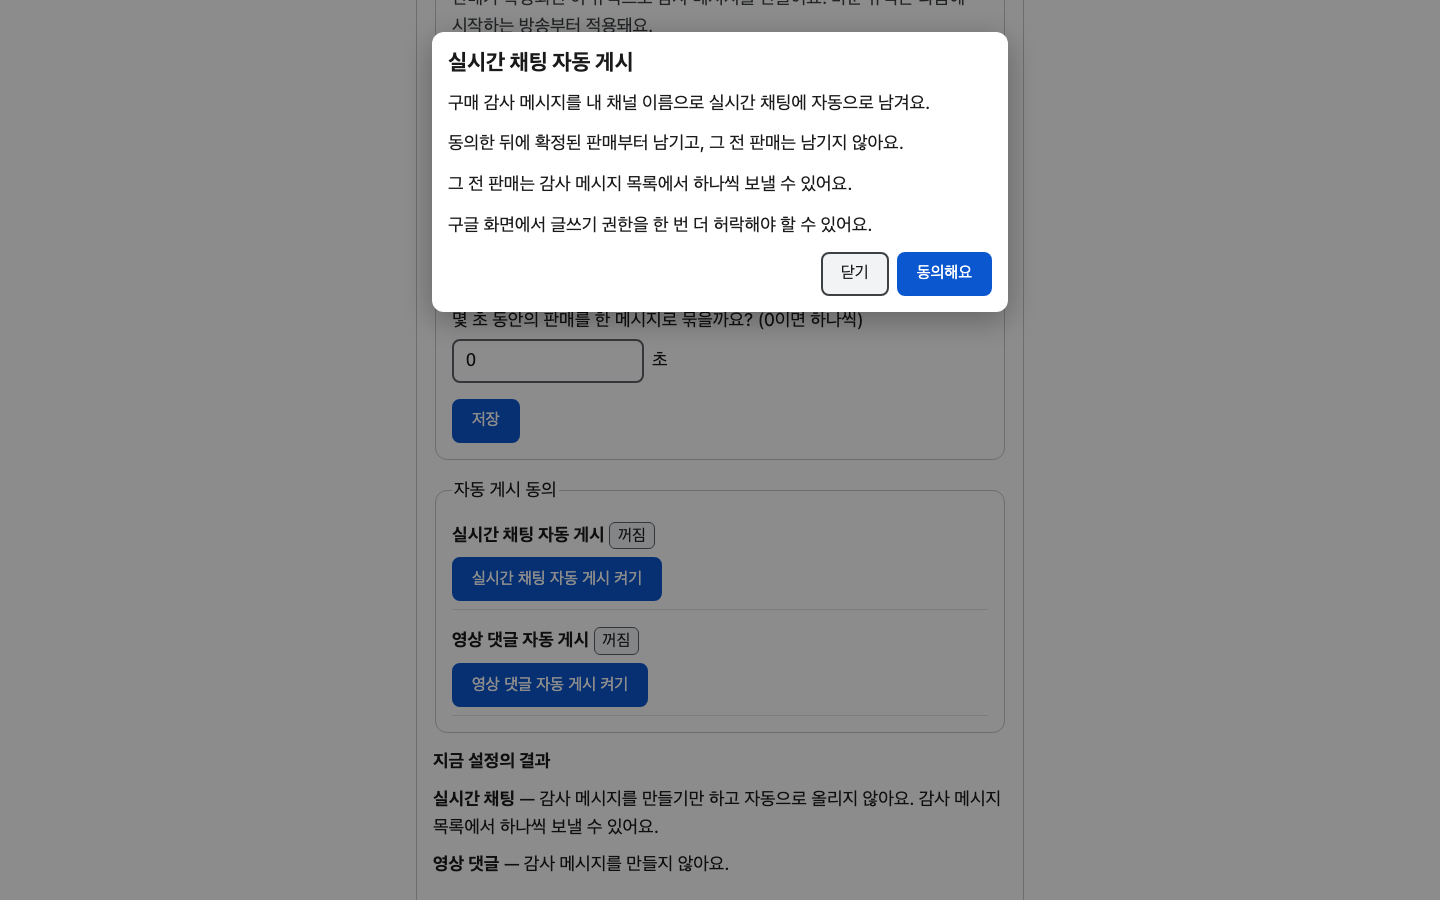 시작하는 방송부터 적용돼요.
실시간 채팅 자동 게시
구매 감사 메시지를 내 채널 이름으로 실시간 채팅에 자동으로 남겨요.
동의한 뒤에 확정된 판매부터 남기고, 그 전 판매는 남기지 않아요.
그 전 판매는 감사 메시지 목록에서 하나씩 보낼 수 있어요.
구글 화면에서 글쓰기 권한을 한 번 더 허락해야 할 수 있어요.
닫기 동의해요
몇 초 동안의 판매를 한 메시지로 묶을까요? (0이면 하나씩)
0 초
저장
자동 게시 동의
실시간 채팅 자동 게시 꺼짐
실시간 채팅 자동 게시 켜기
영상 댓글 자동 게시 꺼짐
영상 댓글 자동 게시 켜기
지금 설정의 결과
실시간 채팅 — 감사 메시지를 만들기만 하고 자동으로 올리지 않아요. 감사 메시지
목록에서 하나씩 보낼 수 있어요.
영상 댓글 — 감사 메시지를 만들지 않아요.